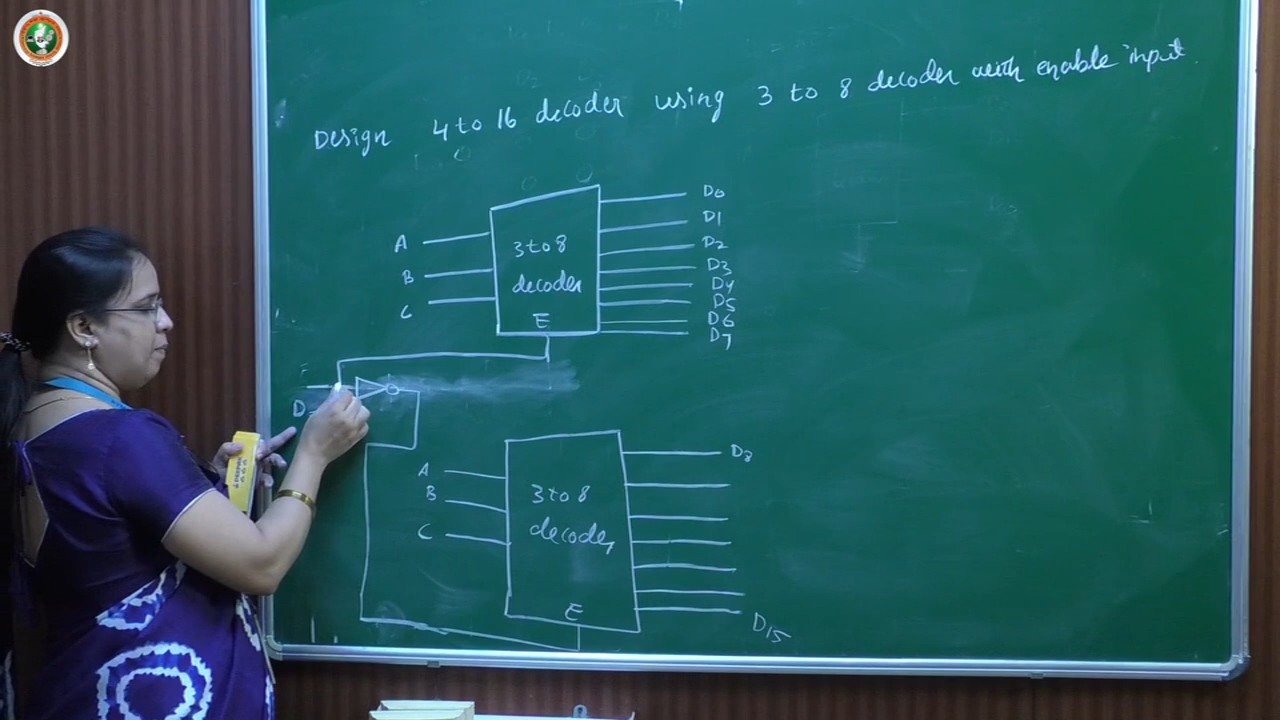 Design 4 to 16 decoder using 3 to 8 decoder with enable input.
A
B
C
3 to 8
decoder
E
D0
D1
D2
D3
D4
D5
D6
D7
D
A
B
C
3 to 8
decoder
E
D8
D15